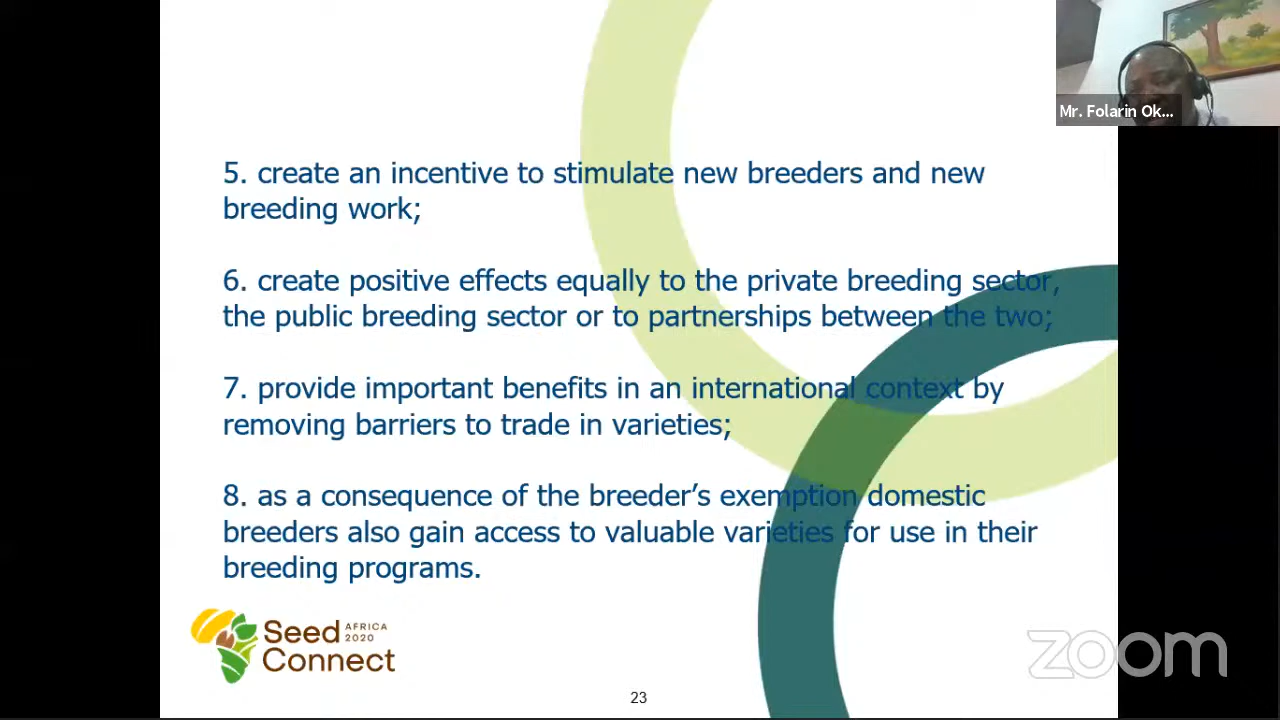 Mr. Folarin Ok...
5. create an incentive to stimulate new breeders and new
breeding work;
6. create positive effects equally to the private breeding sector,
the public breeding sector or to partnerships between the two;
7. provide important benefits in an international context by
removing barriers to trade in varieties;
8. as a consequence of the breeder’s exemption domestic
breeders also gain access to valuable varieties for use in their
breeding programs.
Seed AFRICA
2020
Connect
zoom
23